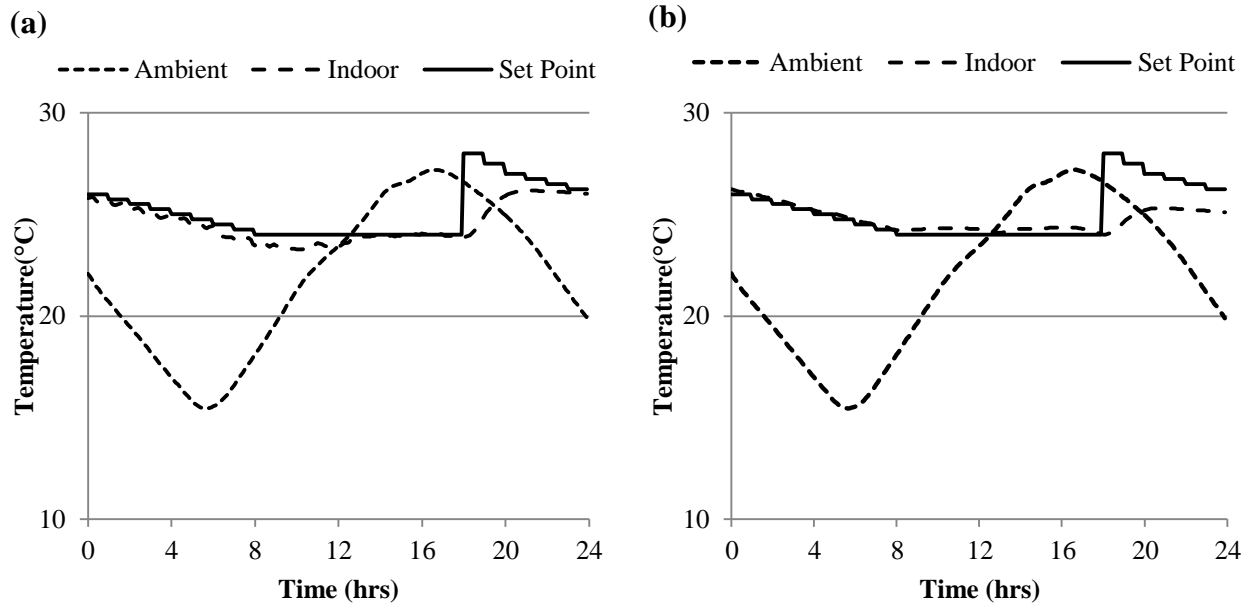 (a)
Ambient Indoor Set Point
30
20
10
Temperature(°C)
0 4 8 12 16 20 24
Time (hrs)
(b)
Ambient Indoor Set Point
30
20
10
Temperature(°C)
0 4 8 12 16 20 24
Time (hrs)